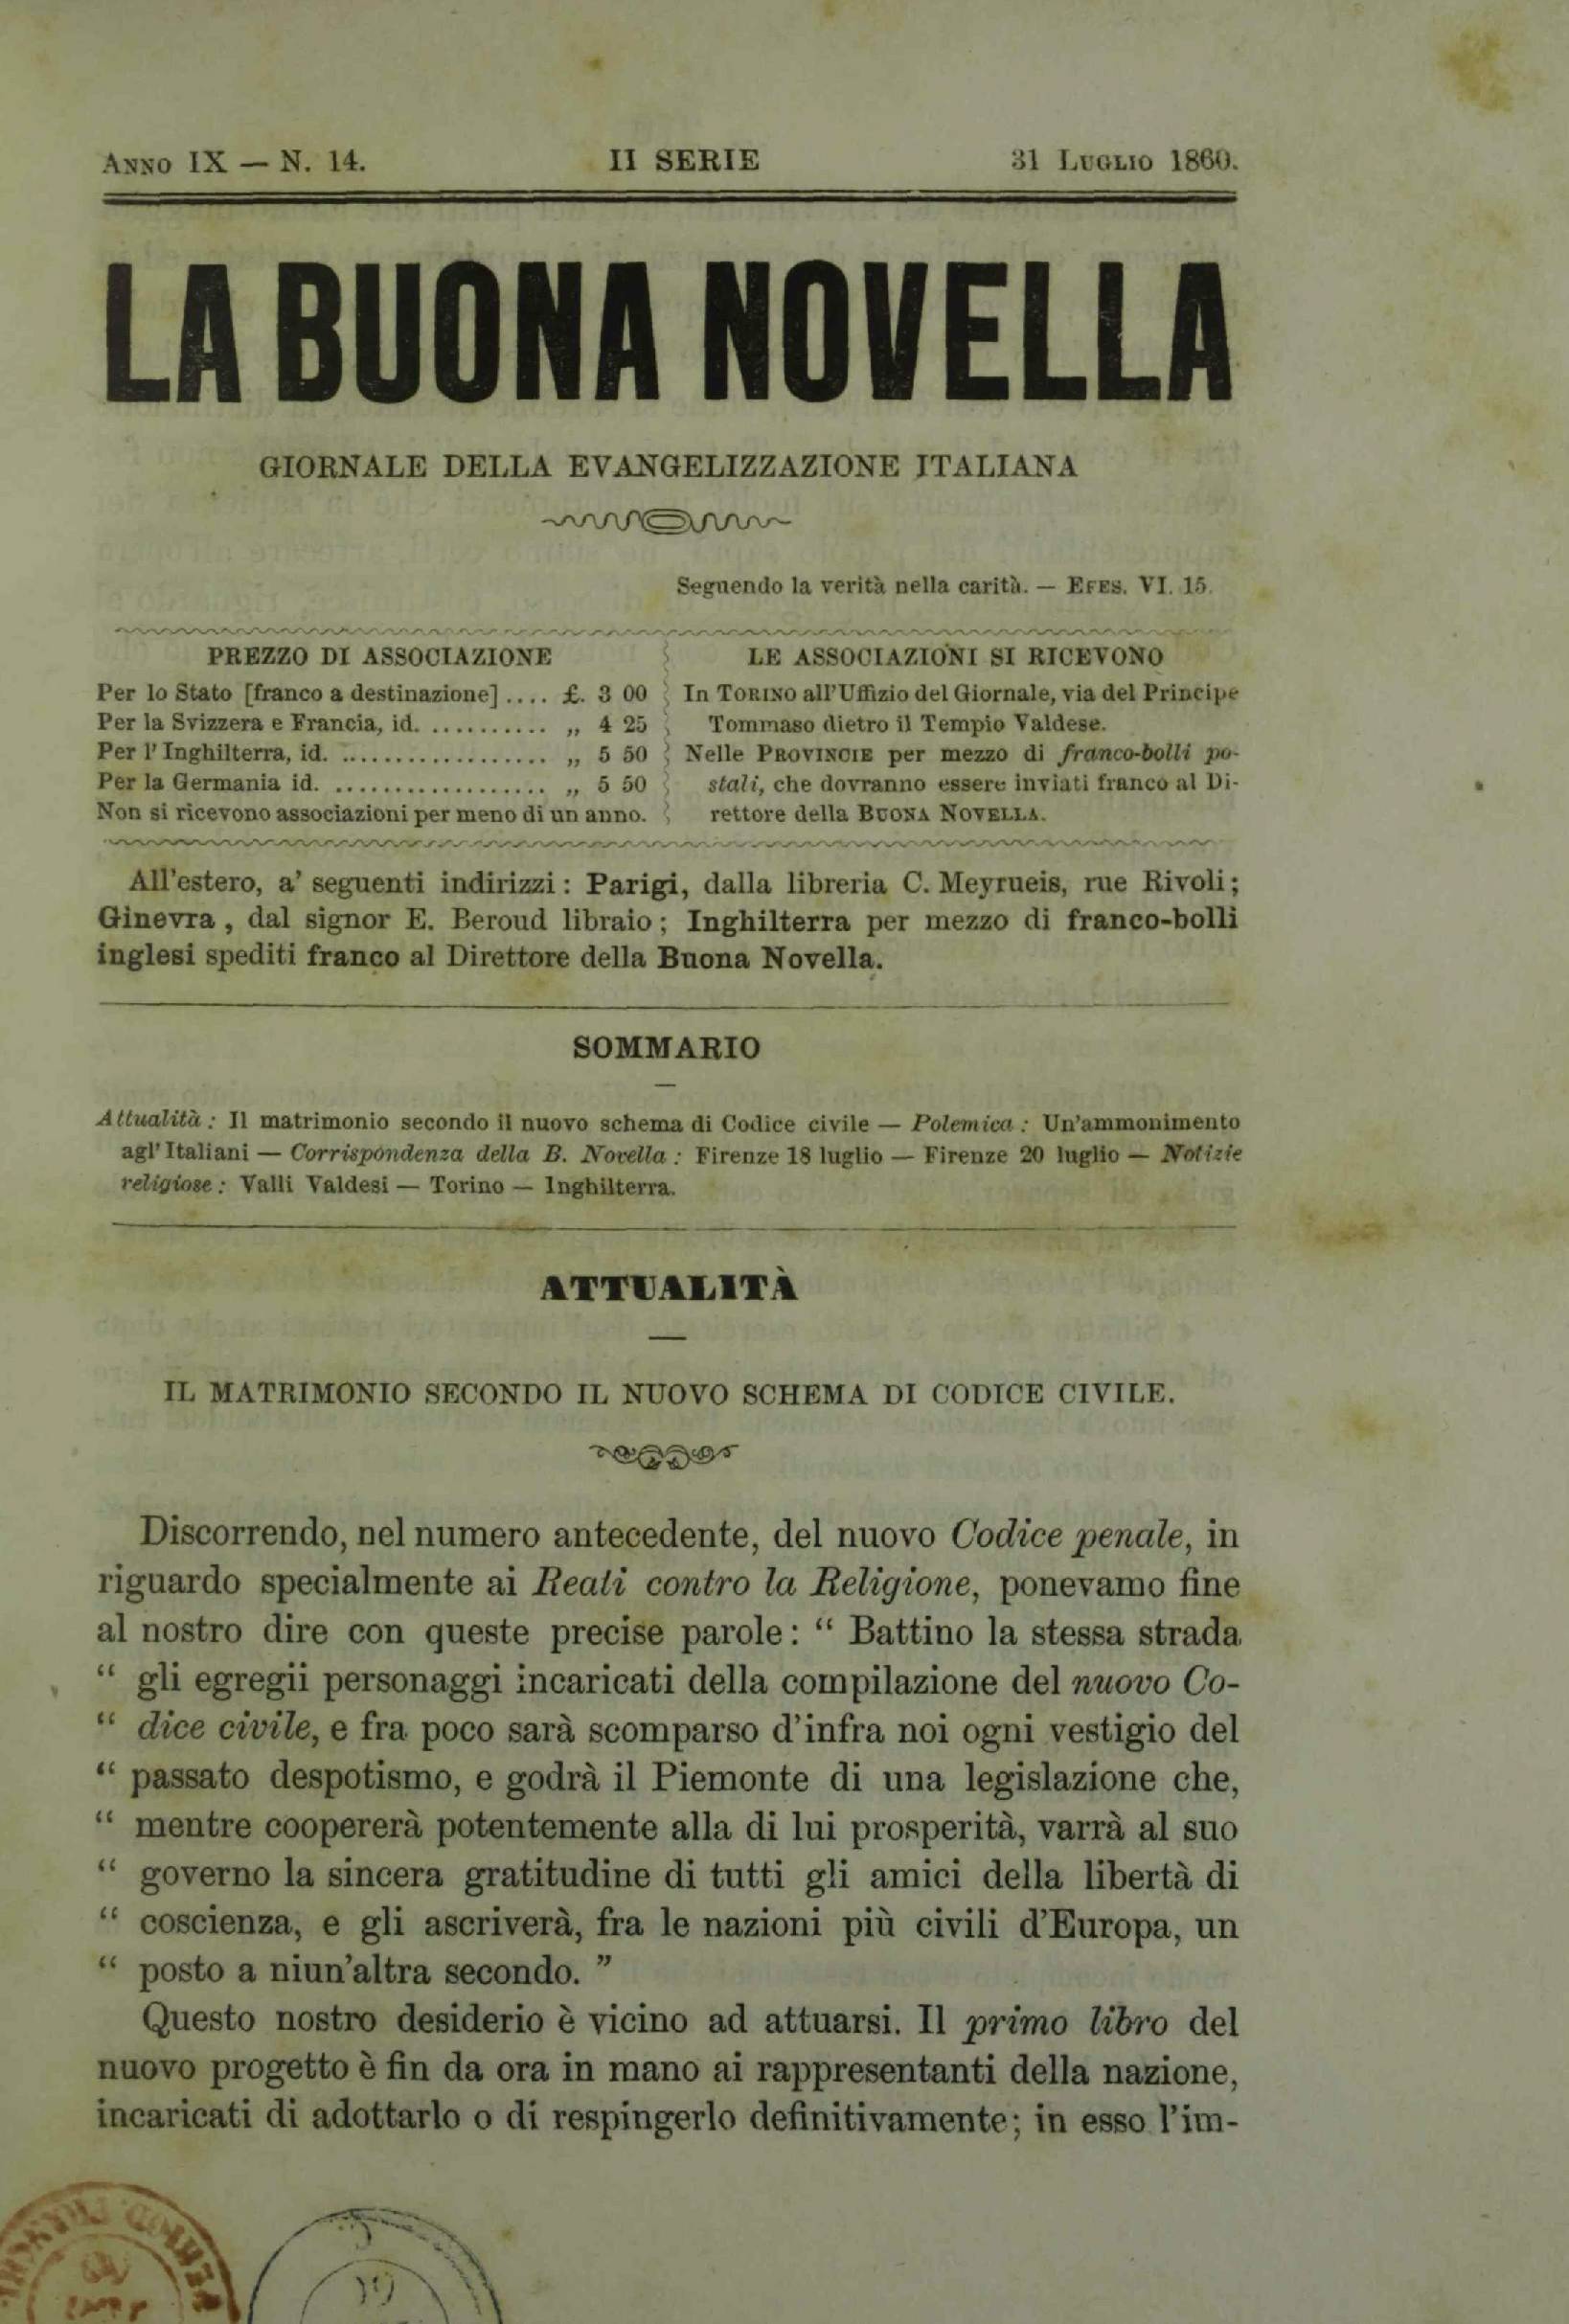 ANNO IX — N. 14.
II SERIE
31 LUGLIO 1860.
LA BUONA NOVELLA
GIORNALE DELLA EVANGELIZZAZIONE ITALIANA
Seguendo la verità nella carità. — EFES. VI. 15.
PREZZO DI ASSOCIAZIONE
Per lo Stato [franco a destinazione] .... £. 3 00
Per la Svizzera e Francia, id. .......... „ 4 25
Per l'Inghilterra, id. .................. „ 5 50
Per la Germania id. .................. „ 5 50
Non si ricevono associazioni per meno di un anno.
LE ASSOCIAZIONI SI RICEVONO
In TORINO all'Uffizio del Giornale, via del Principe
Tommaso dietro il Tempio Valdese.
Nelle PROVINCIE per mezzo di franco-bolli po-
stali, che dovranno essere inviati franco al Di-
rettore della BUONA NOVELLA.
All'estero, a' seguenti indirizzi: Parigi, dalla libreria C. Meyrueis, rue Rivoli;
Ginevra, dal signor E. Beroud libraio; Inghilterra per mezzo di franco-bolli
inglesi spediti franco al Direttore della Buona Novella.
SOMMARIO
Attualità: Il matrimonio secondo il nuovo schema di Codice civile — Polemica: Un'ammonimento
agl'Italiani — Corrispondenza della B. Novella: Firenze 18 luglio — Firenze 20 luglio — Notizie
religiose: Valli Valdesi — Torino — Inghilterra.
ATTUALITÀ
IL MATRIMONIO SECONDO IL NUOVO SCHEMA DI CODICE CIVILE.
Discorrendo, nel numero antecedente, del nuovo Codice penale, in
riguardo specialmente ai Reati contro la Religione, ponevamo fine
al nostro dire con queste precise parole: “ Battino la stessa strada
“ gli egregii personaggi incaricati della compilazione del nuovo Co-
“ dice civile, e fra poco sarà scomparso d'infra noi ogni vestigio del
“ passato despotismo, e godrà il Piemonte di una legislazione che,
“ mentre coopererà potentemente alla di lui prosperità, varrà al suo
“ governo la sincera gratitudine di tutti gli amici della libertà di
“ coscienza, e gli ascriverà, fra le nazioni più civili d'Europa, un
“ posto a niun'altra secondo. ”
Questo nostro desiderio è vicino ad attuarsi. Il primo libro del
nuovo progetto è fin da ora in mano ai rappresentanti della nazione,
incaricati di adottarlo o di respingerlo definitivamente; in esso l'im-